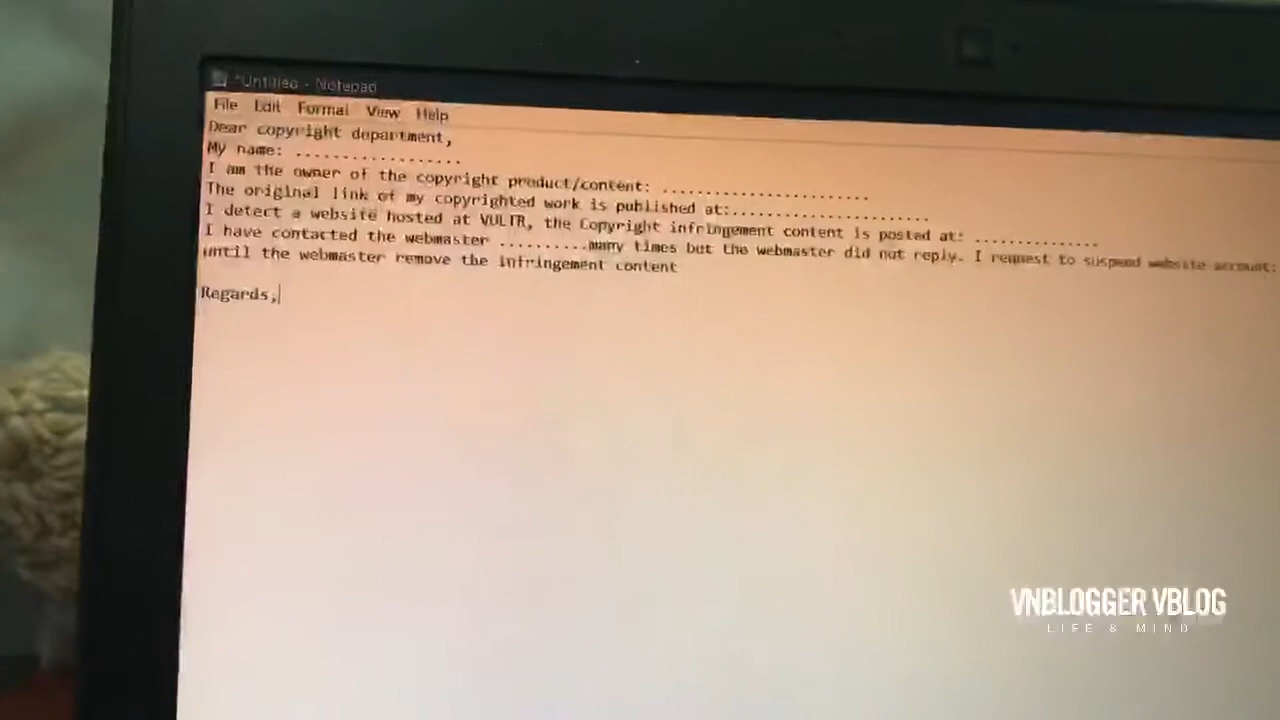 *Untitled - Notepad
File Edit Format View Help
Dear copyright department,
My name: ..................
I am the owner of the copyright product/content: ......................
The original link of my copyrighted work is published at:.....................
I detect a website hosted at VULTR, the Copyright infringement content is posted at: ..............
I have contacted the webmaster ..........many times but the webmaster did not reply. I request to suspend website account:
until the webmaster remove the infringement content
Regards,
VNBLOGGER VBLOG
LIFE & MIND